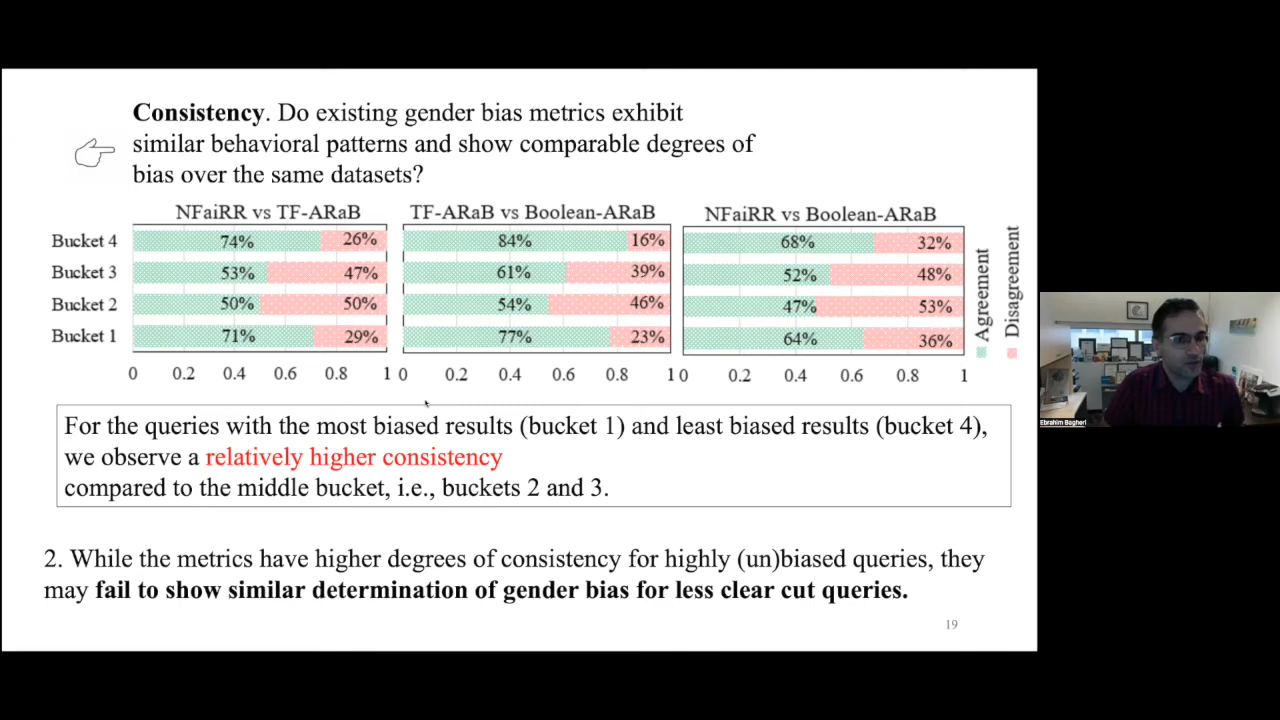 Consistency. Do existing gender bias metrics exhibit
similar behavioral patterns and show comparable degrees of
bias over the same datasets?
NFaiRR vs TF-ARaB
TF-ARaB vs Boolean-ARaB
NFaiRR vs Boolean-ARaB
Bucket 4 74% 26% 84% 16% 68% 32%
Bucket 3 53% 47% 61% 39% 52% 48%
Bucket 2 50% 50% 54% 46% 47% 53%
Bucket 1 71% 29% 77% 23% 64% 36%
0 0.2 0.4 0.6 0.8 1 0 0.2 0.4 0.6 0.8 1 0 0.2 0.4 0.6 0.8 1
Agreement
Disagreement
For the queries with the most biased results (bucket 1) and least biased results (bucket 4),
we observe a relatively higher consistency
compared to the middle bucket, i.e., buckets 2 and 3.
2. While the metrics have higher degrees of consistency for highly (un)biased queries, they
may fail to show similar determination of gender bias for less clear cut queries.
19
Ebrahim Bagheri